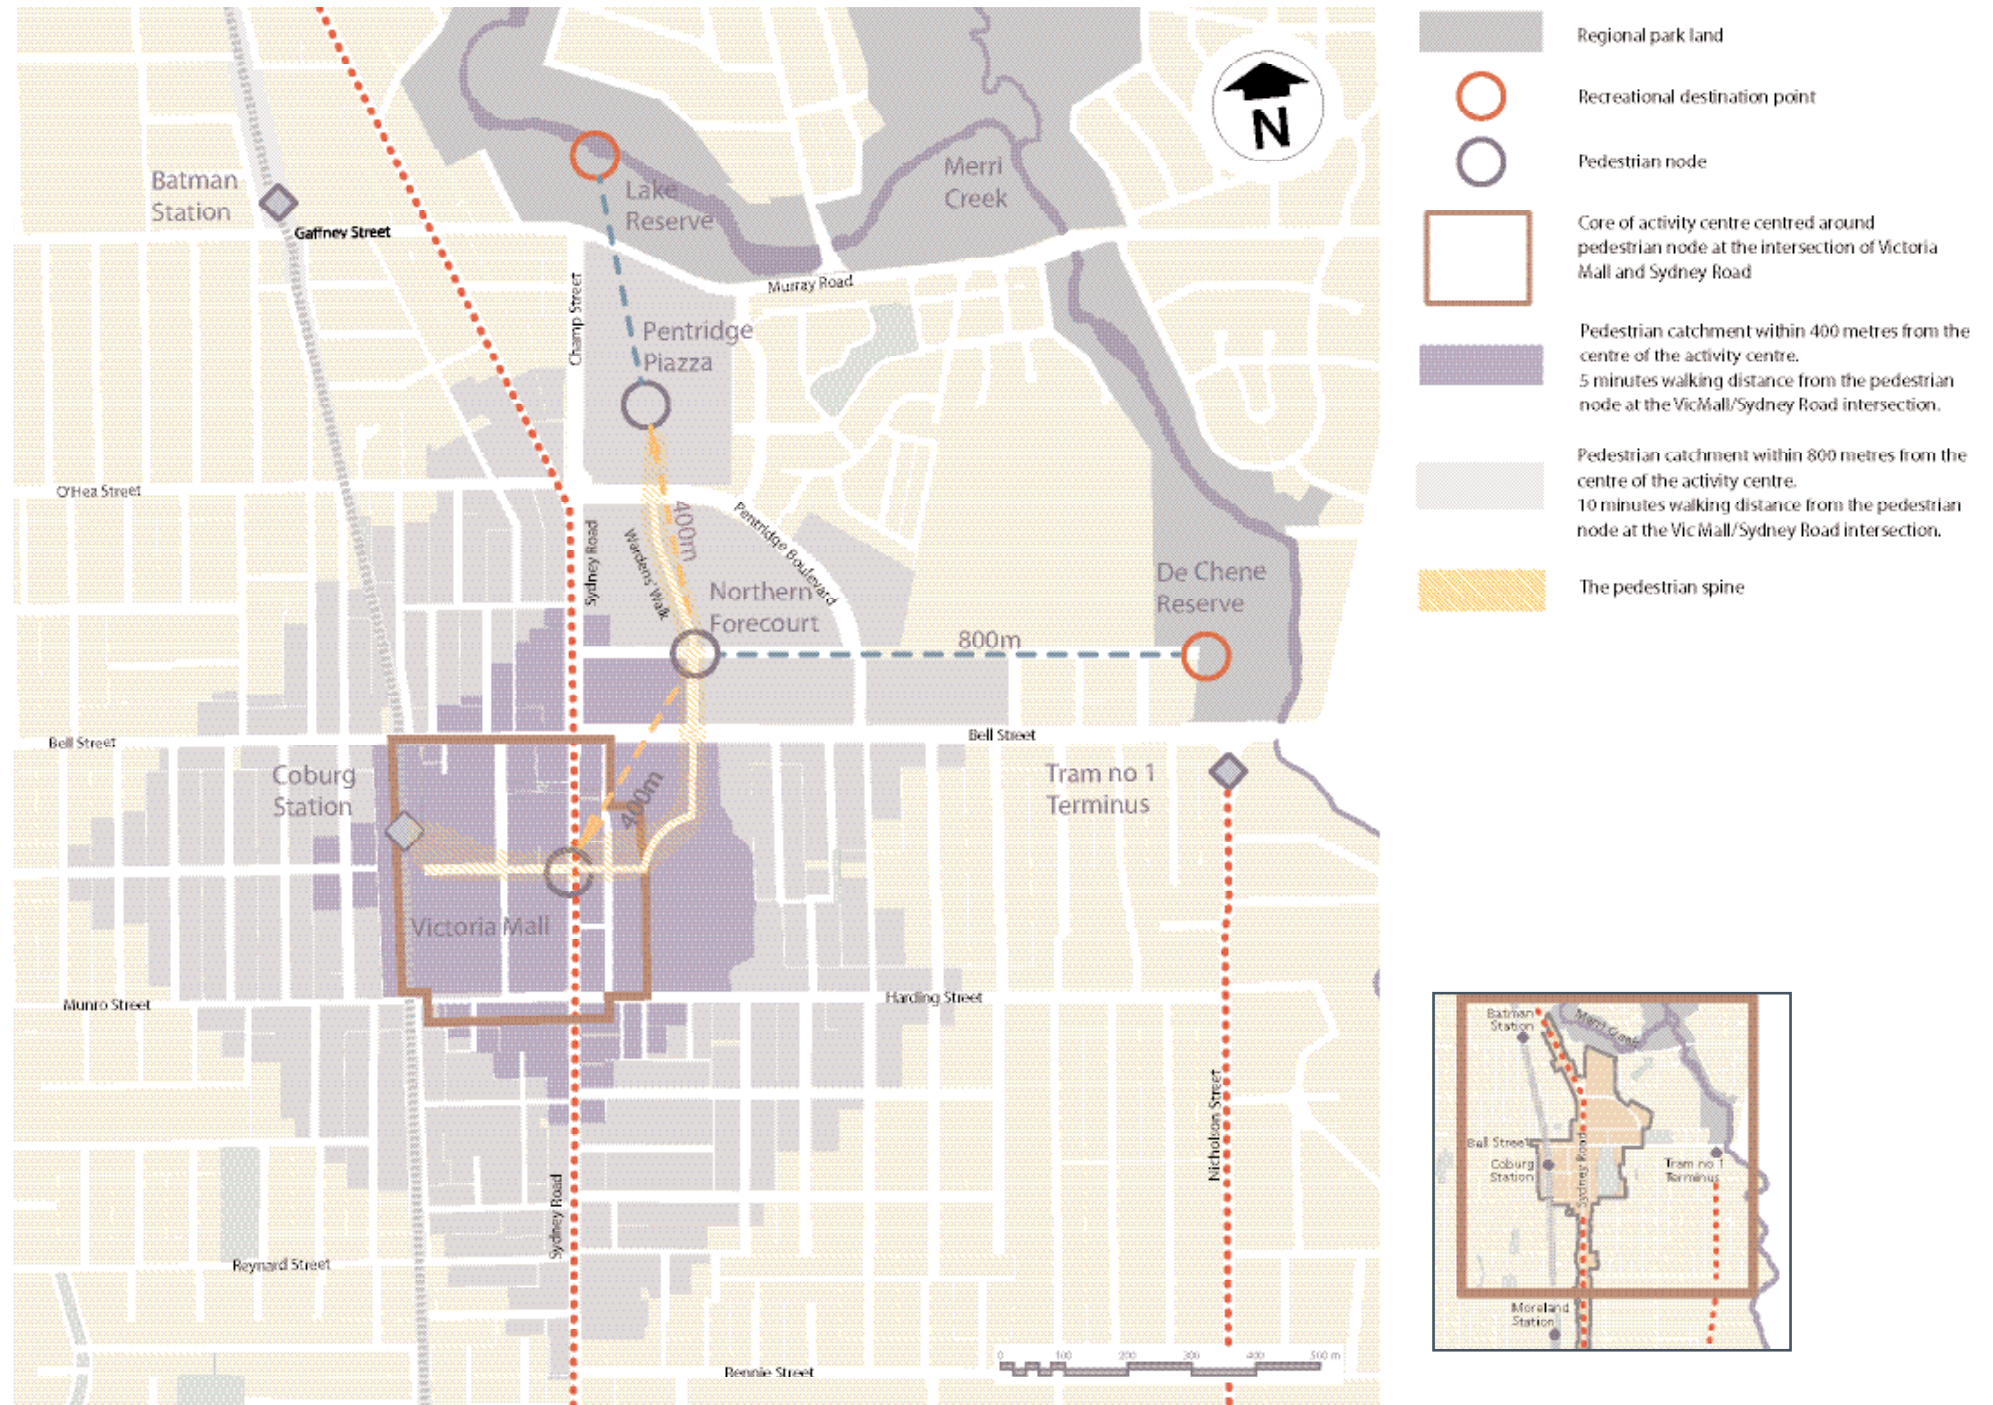 Batman
Station
Gaffney Street
Lake
Reserve
Merri
Creek
N
Murray Road
Champ Street
Pentridge
Piazza
O'Hea Street
Sydney Road
400m
Wardens' Walk
Pentridge Boulevard
Northern
Forecourt
De Chene
Reserve
800m
Bell Street
Bell Street
Coburg
Station
400m
Tram no 1
Terminus
Victoria Mall
Munro Street
Harding Street
Nicholson Street
Sydney Road
Reynard Street
Rennie Street
0 100 200 300 400 500 m
Regional park land
Recreational destination point
Pedestrian node
Core of activity centre centred around
pedestrian node at the intersection of Victoria
Mall and Sydney Road
Pedestrian catchment within 400 metres from the
centre of the activity centre.
5 minutes walking distance from the pedestrian
node at the VicMall/Sydney Road intersection.
Pedestrian catchment within 800 metres from the
centre of the activity centre.
10 minutes walking distance from the pedestrian
node at the Vic Mall/Sydney Road intersection.
The pedestrian spine
Batman
Station
Merri Creek
Bell Street
Coburg
Station
Sydney Road
Tram no 1
Terminus
Moreland
Station